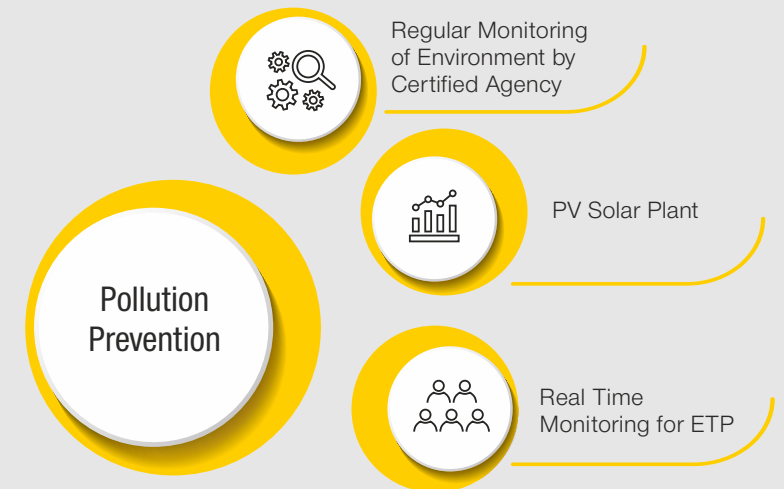 Regular Monitoring
of Environment by
Certified Agency
PV Solar Plant
Pollution
Prevention
Real Time
Monitoring for ETP